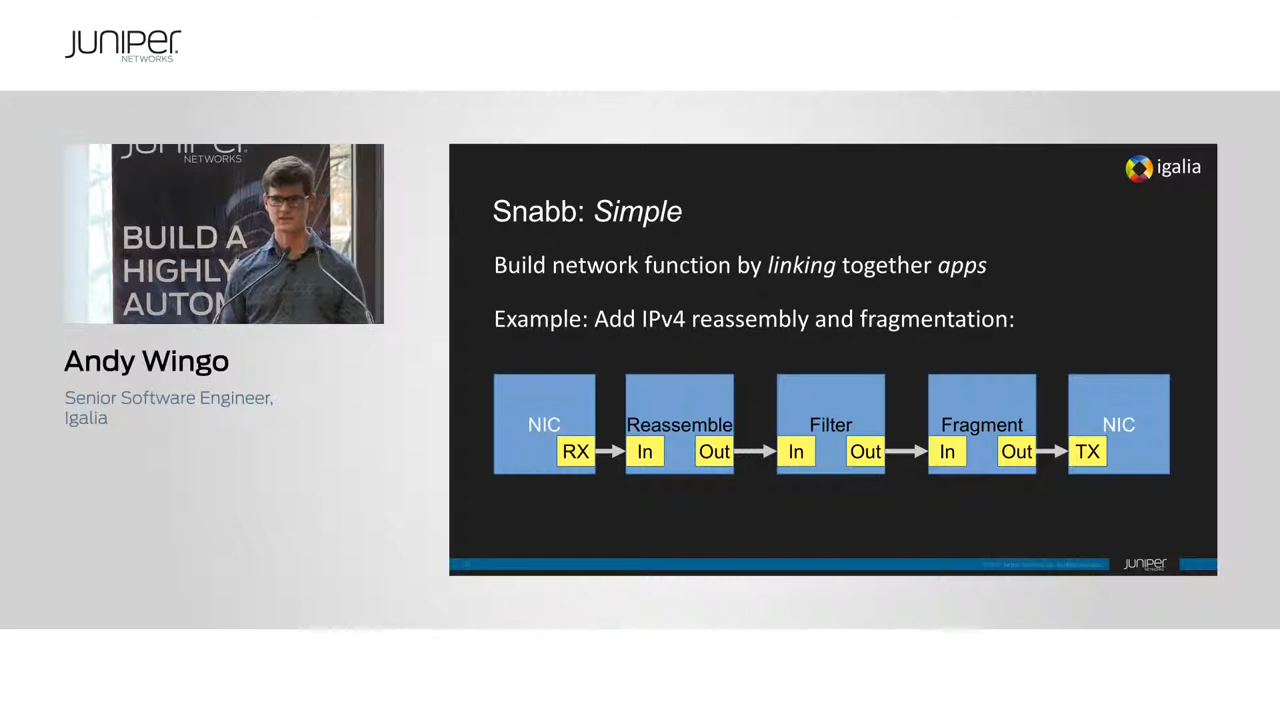 JUNIPER
NETWORKS
JUNIPER
NETWORKS
BUILD A
HIGHLY
AUTOM
Andy Wingo
Senior Software Engineer,
Igalia
igalia
Snabb: Simple
Build network function by linking together apps
Example: Add IPv4 reassembly and fragmentation:
NIC
RX
Reassemble
In Out
Filter
In Out
Fragment
In Out
NIC
TX
JUNIPER
NETWORKS